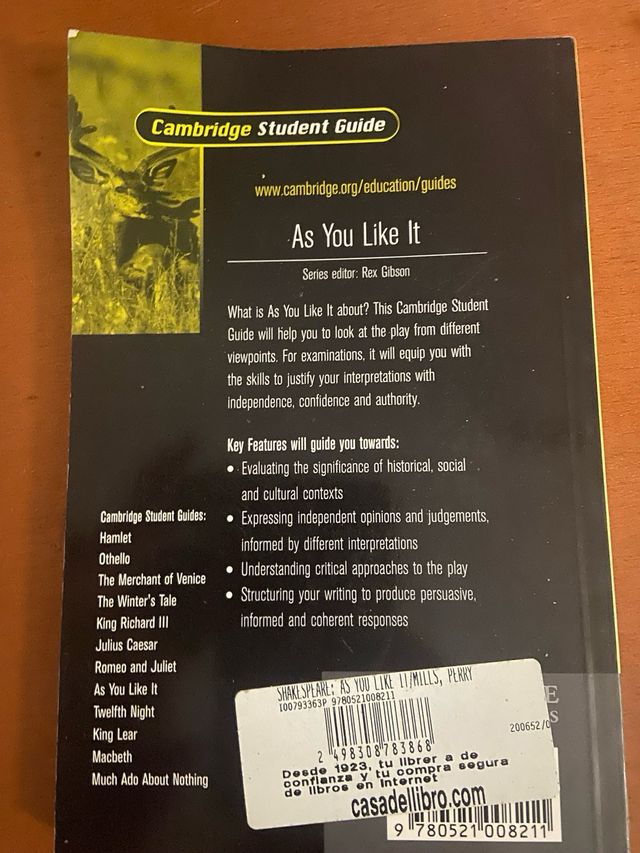 Cambridge Student Guide
www.cambridge.org/education/guides
As You Like It
Series editor: Rex Gibson
What is As You Like It about? This Cambridge Student
Guide will help you to look at the play from different
viewpoints. For examinations, it will equip you with
the skills to justify your interpretations with
independence, confidence and authority.
Key Features will guide you towards:
• Evaluating the significance of historical, social
and cultural contexts
• Expressing independent opinions and judgements,
informed by different interpretations
• Understanding critical approaches to the play
• Structuring your writing to produce persuasive,
informed and coherent responses
Cambridge Student Guides:
Hamlet
Othello
The Merchant of Venice
The Winter's Tale
King Richard III
Julius Caesar
Romeo and Juliet
As You Like It
Twelfth Night
King Lear
Macbeth
Much Ado About Nothing
SHAKESPEARE: AS YOU LIKE IT/MILLS, PERRY
I00793363P 9780521008211
200652/0
2 498308 783868
Desde 1923, tu librer a de
confianza y tu compra segura
de libros en Internet
casadellibro.com
9 780521 008211